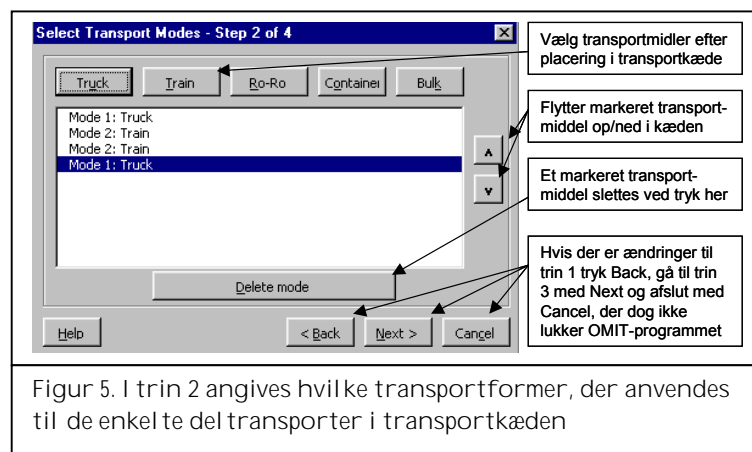 Select Transport Modes - Step 2 of 4
Truck
Train
Ro-Ro
Container
Bulk
Mode 1: Truck
Mode 2: Train
Mode 2: Train
Mode 1: Truck
Delete mode
Help
< Back
Next >
Cancel
Vælg transportmidler efter
placering i transportkæde
Flytter markeret transport-
middel op/ned i kæden
Et markeret transport-
middel slettes ved tryk her
Hvis der er ændringer til
trin 1 tryk Back, gå til trin
3 med Next og afslut med
Cancel, der dog ikke
lukker OMIT-programmet
Figur 5. I trin 2 angives hvilke transportformer, der anvendes
til de enkelte deltransporter i transportkæden